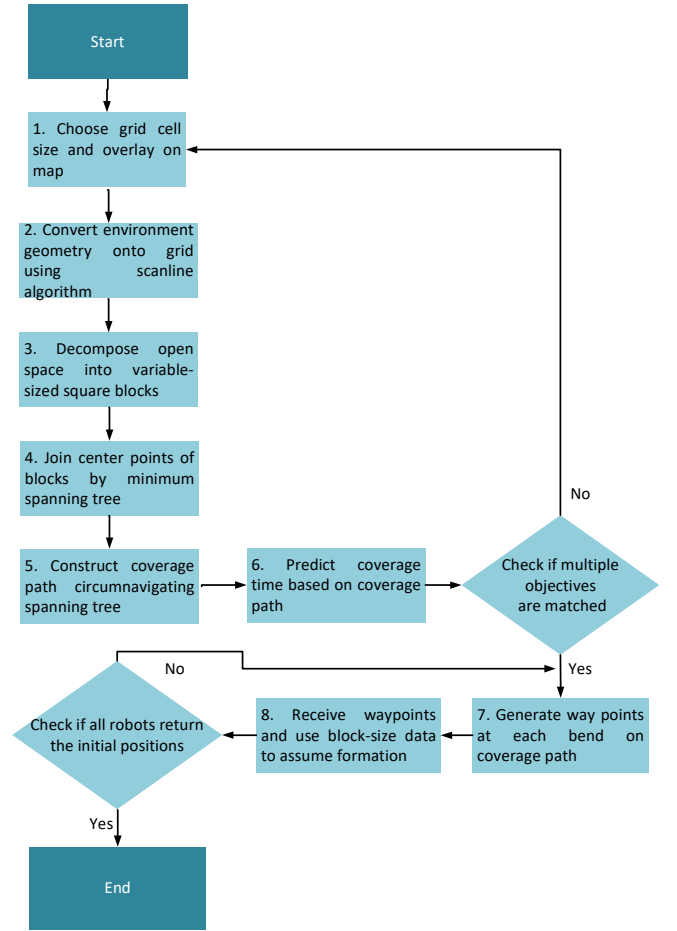 Start
1. Choose grid cell
size and overlay on
map
2. Convert environment
geometry onto grid
using scanline
algorithm
3. Decompose open
space into variable-
sized square blocks
4. Join center points of
blocks by minimum
spanning tree
5. Construct coverage
path circumnavigating
spanning tree
6. Predict coverage
time based on coverage
path
Check if multiple
objectives
are matched
No
Yes
7. Generate way points
at each bend on
coverage path
8. Receive waypoints
and use block-size data
to assume formation
Check if all robots return
the initial positions
No
Yes
End